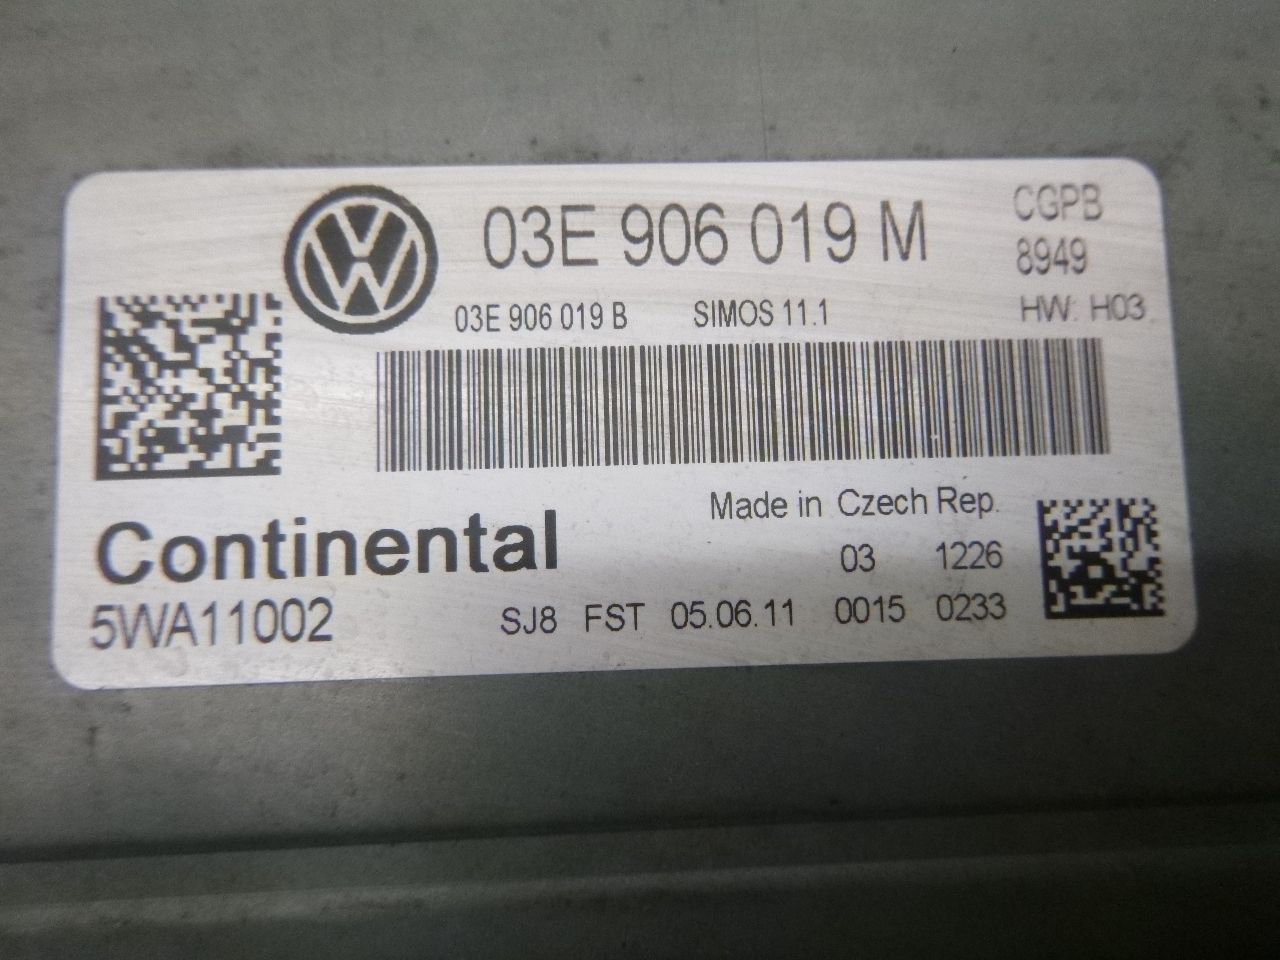 03E 906 019 M
CGPB
8949
03E 906 019 B SIMOS 11.1
HW: H03
Made in Czech Rep.
Continental
03 1226
5WA11002
SJ8 FST 05.06.11 0015 0233